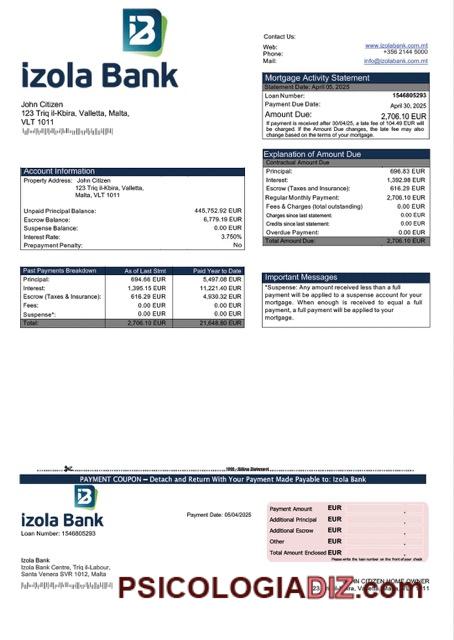 izola Bank
John Citizen
123 Triq il-Kbira, Valletta, Malta,
VLT 1011
Contact Us:
Web: www.izolabank.com.mt
Phone: +356 2144 5000
Mail: info@izolabank.com.mt
Mortgage Activity Statement
Statement Date: April 05, 2025
Loan Number: 1546805293
Payment Due Date: April 30, 2025
Amount Due: 2,706.10 EUR
If payment is received after 30/04/25, a late fee of 104.49 EUR will
be charged. If the Amount Due changes, the late fee may also
change based on the terms of your mortgage.
Explanation of Amount Due
Contractual Amount Due
Principal: 696.83 EUR
Interest: 1,392.98 EUR
Escrow (Taxes and Insurance): 616.29 EUR
Regular Monthly Payment: 2,706.10 EUR
Fees & Charges (total outstanding) 0.00 EUR
Charges since last statement: 0.00 EUR
Credits since last statement: 0.00 EUR
Overdue Payment: 0.00 EUR
Total Amount Due: 2,706.10 EUR
Account Information
Property Address: John Citizen
123 Triq il-Kbira, Valletta,
Malta, VLT 1011
Unpaid Principal Balance: 445,752.92 EUR
Escrow Balance: 6,779.19 EUR
Suspense Balance: 0.00 EUR
Interest Rate: 3.750%
Prepayment Penalty: No
Past Payments Breakdown As of Last Stmt Paid Year to Date
Principal: 694.66 EUR 5,497.08 EUR
Interest: 1,395.15 EUR 11,221.40 EUR
Escrow (Taxes & Insurance): 616.29 EUR 4,930.32 EUR
Fees: 0.00 EUR 0.00 EUR
Suspense*: 0.00 EUR 0.00 EUR
Total: 2,706.10 EUR 21,648.80 EUR
Important Messages
*Suspense: Any amount received less than a full
payment will be applied to a suspense account for your
mortgage. When enough is received to equal a full
payment, a full payment will be applied to your
mortgage.
Billing Statement
PAYMENT COUPON – Detach and Return With Your Payment Made Payable to: Izola Bank
izola Bank
Loan Number: 1546805293
Payment Date: 05/04/2025
Payment Amount EUR
Additional Principal EUR
Additional Escrow EUR
Other EUR
Total Amount Enclosed EUR
Please write the loan number on the front of your check
Izola Bank
Izola Bank Centre, Triq il-Labour,
Santa Venera SVR 1012, Malta
CITIZEN HOME OWNER
PSICOLOGIADIZ.com